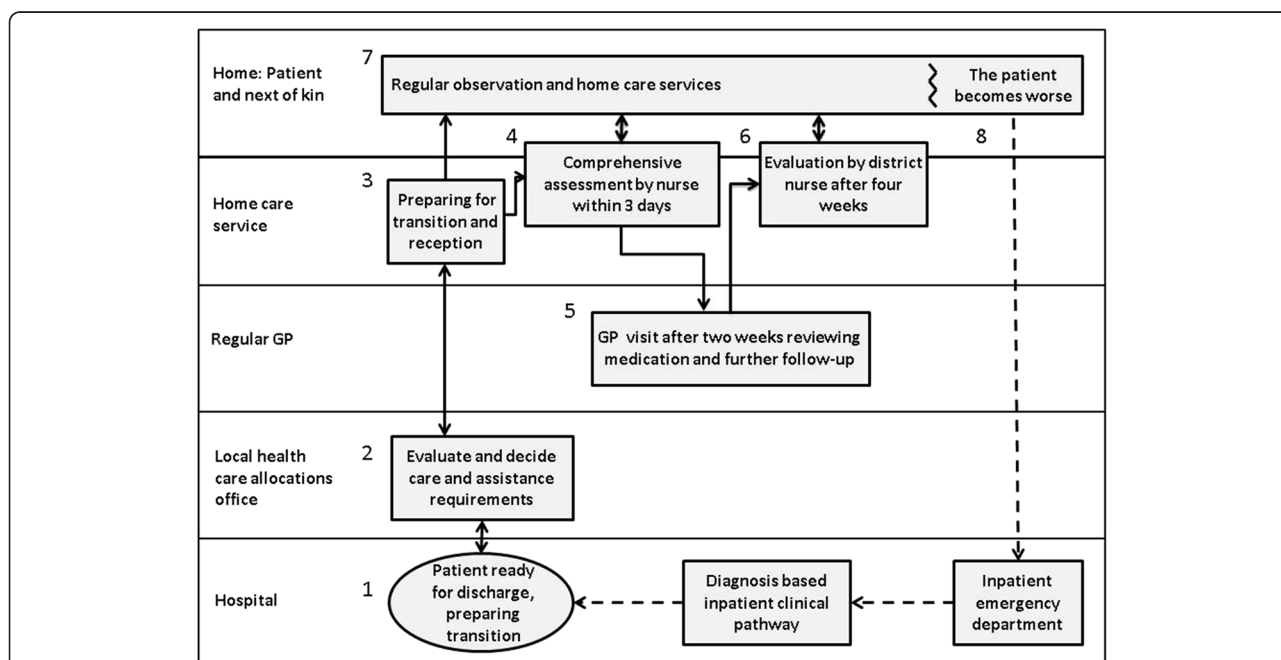 Home: Patient
and next of kin
7
Regular observation and home care services
The patient
becomes worse
4
6
8
Home care
service
3
Preparing for
transition and
reception
Comprehensive
assessment by nurse
within 3 days
Evaluation by district
nurse after four
weeks
Regular GP
5
GP visit after two weeks reviewing
medication and further follow-up
Local health
care allocations
office
2
Evaluate and decide
care and assistance
requirements
Hospital
1
Patient ready
for discharge,
preparing
transition
Diagnosis based
inpatient clinical
pathway
Inpatient
emergency
department